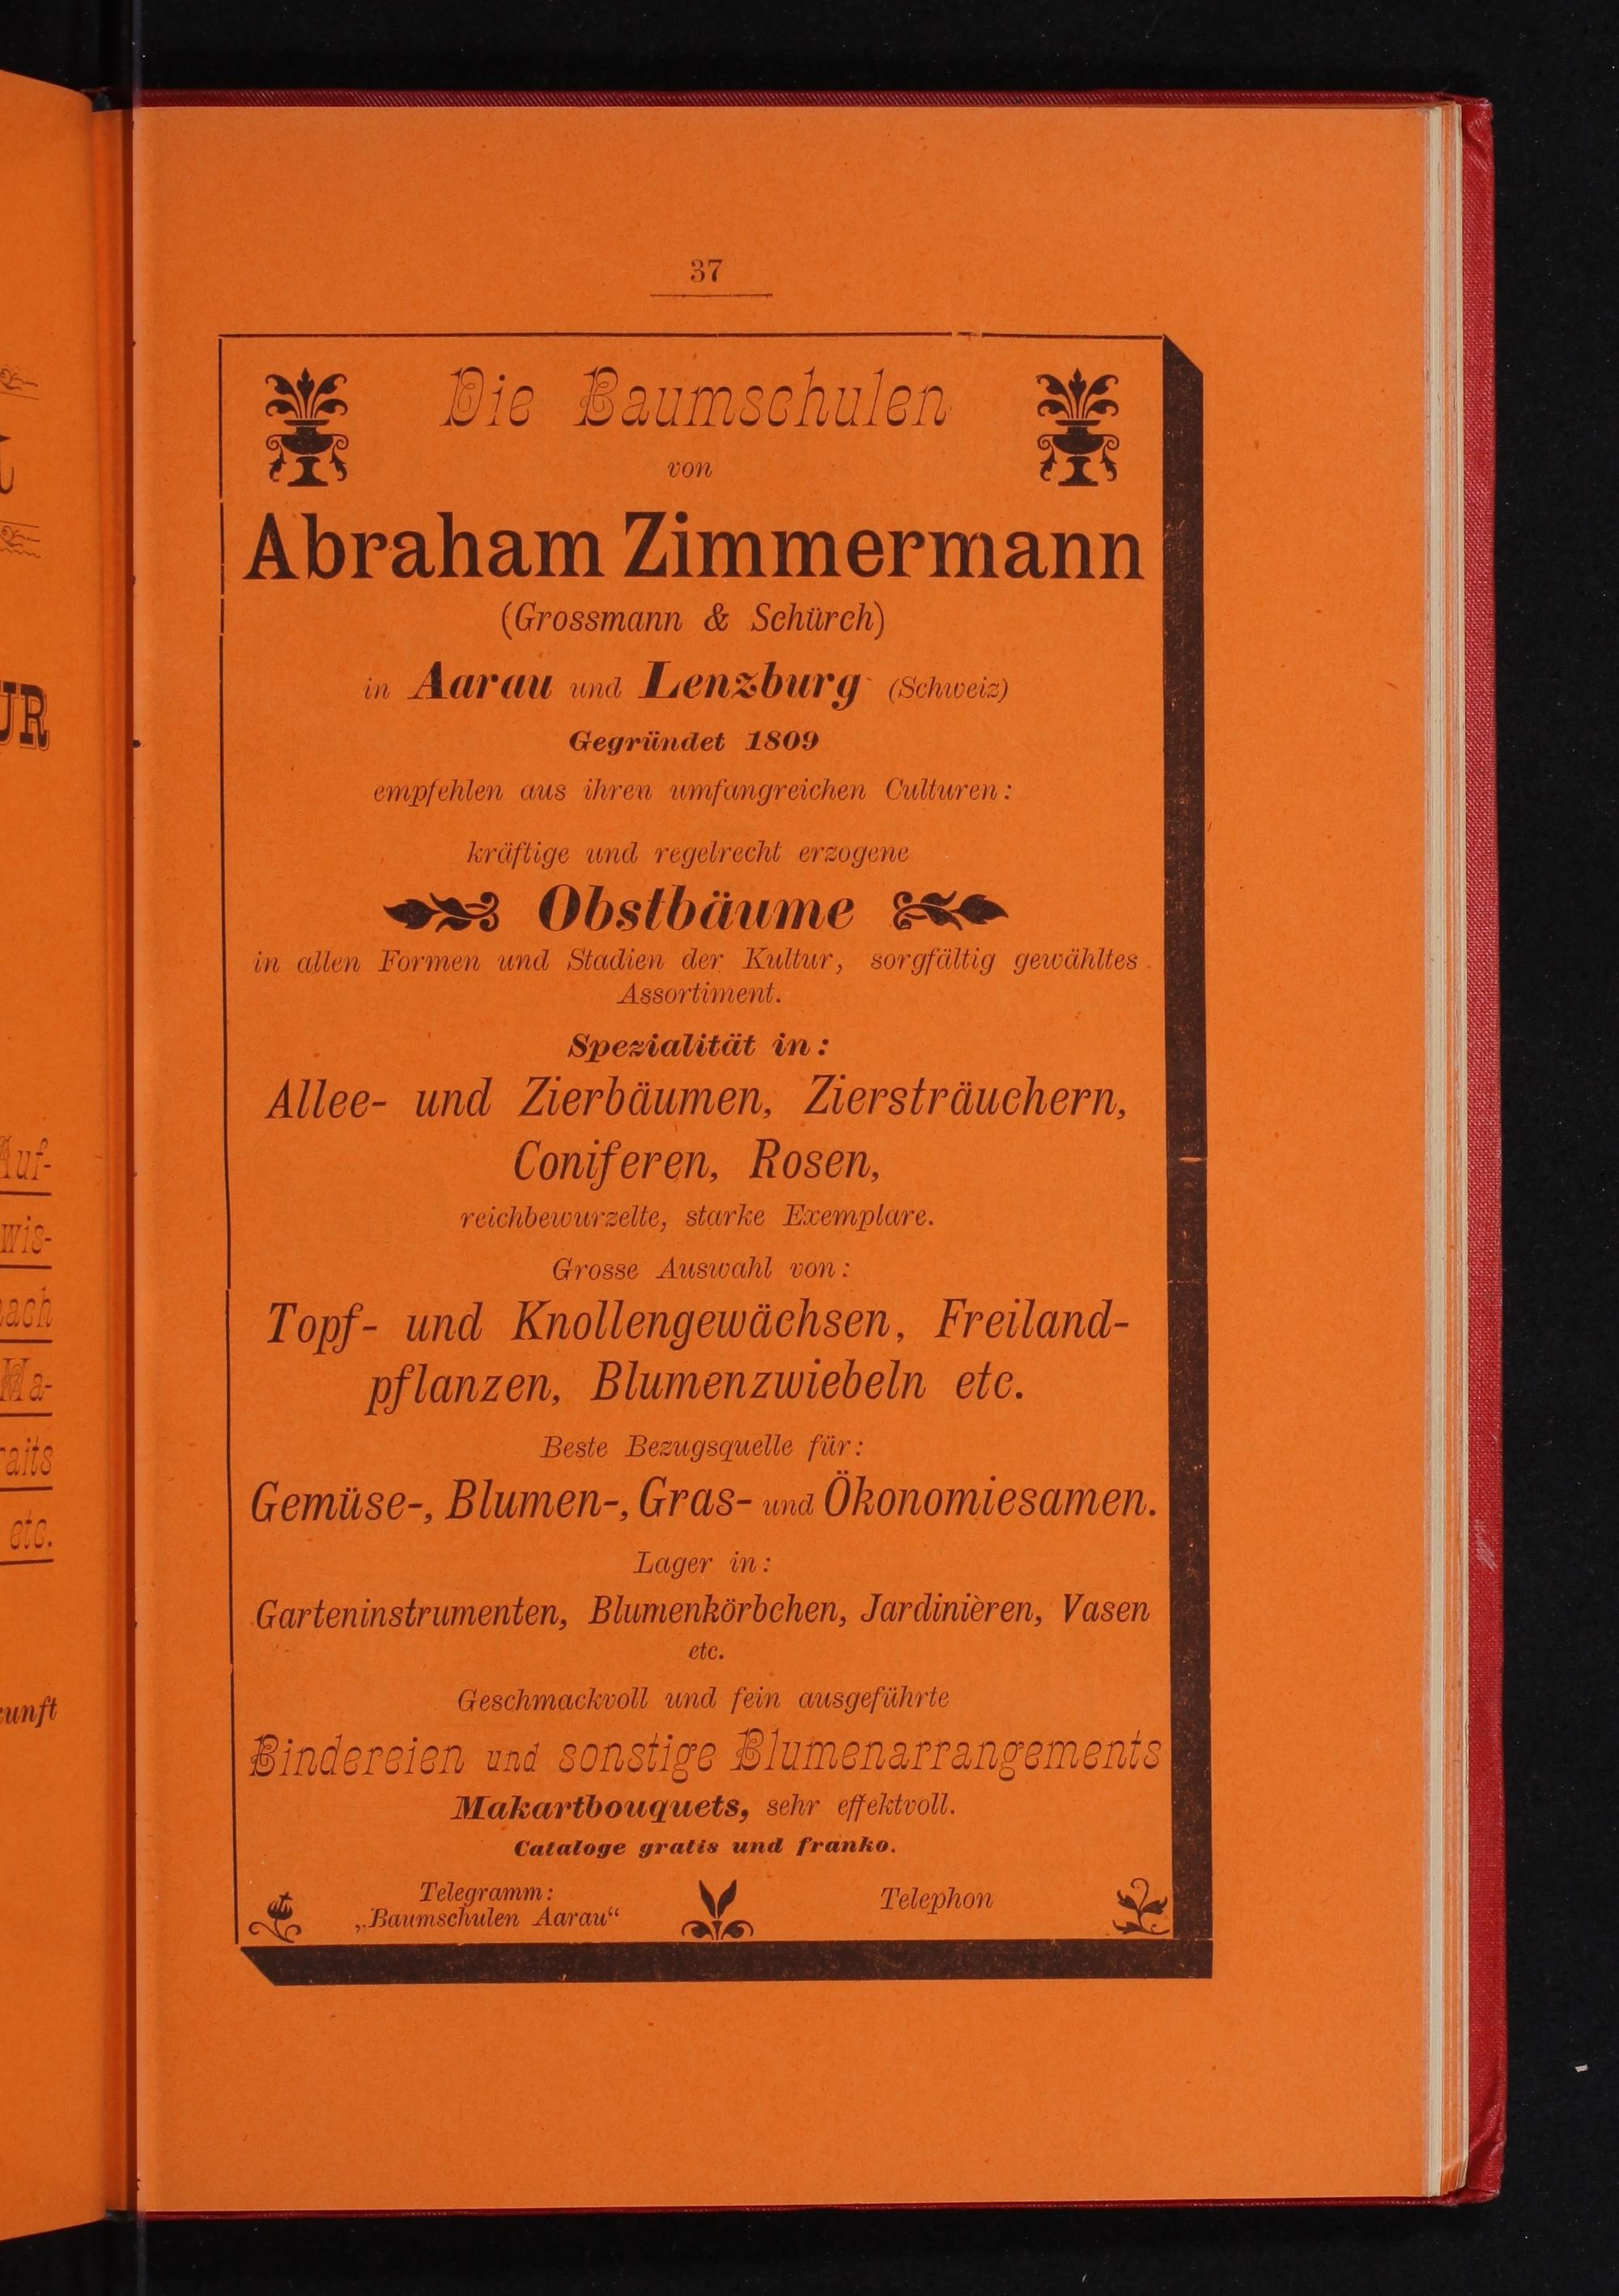 37
Die Baumschulen
von
Abraham Zimmermann
(Grossmann & Schürch)
in Aarau und Lenzburg (Schweiz)
Gegründet 1809
empfehlen aus ihren umfangreichen Culturen:
kräftige und regelrecht erzogene
Obstbäume
in allen Formen und Stadien der Kultur, sorgfältig gewähltes
Assortiment.
Spezialität in:
Allee- und Zierbäumen, Ziersträuchern,
Coniferen, Rosen,
reichbewurzelte, starke Exemplare.
Grosse Auswahl von:
Topf- und Knollengewächsen, Freiland-
pflanzen, Blumenzwiebeln etc.
Beste Bezugsquelle für:
Gemüse-, Blumen-, Gras- und Ökonomiesamen.
Lager in:
Garteninstrumenten, Blumenkörbchen, Jardinièren, Vasen
etc.
Geschmackvoll und fein ausgeführte
Bindereien und sonstige Blumenarrangements
Makartbouquets, sehr effektvoll.
Cataloge gratis und franko.
Telegramm:
„Baumschulen Aarau“
Telephon